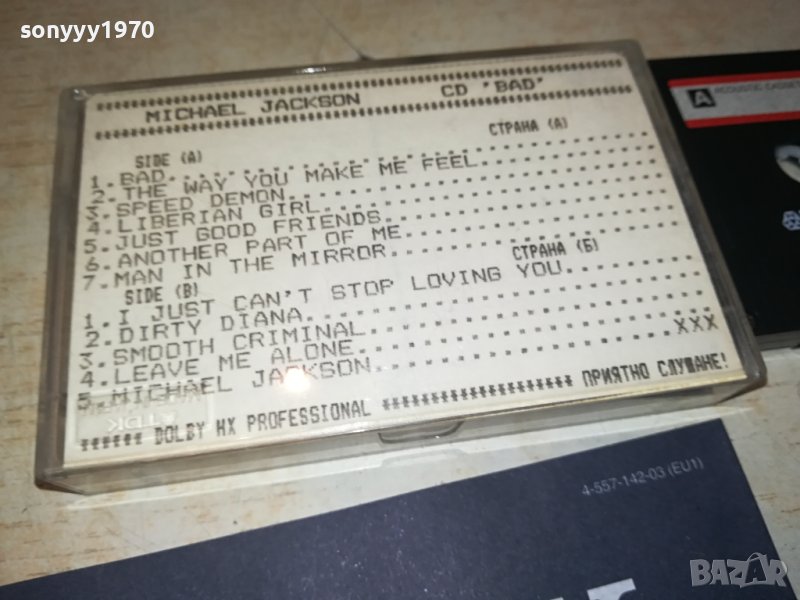 sonyyy1970
MICHAEL JACKSON CD "BAD"
SIDE (A) СТРАНА (А)
1. BAD
2. THE WAY YOU MAKE ME FEEL
3. SPEED DEMON
4. LIBERIAN GIRL
5. JUST GOOD FRIENDS
6. ANOTHER PART OF ME
7. MAN IN THE MIRROR
SIDE (B) СТРАНА (Б)
1. I JUST CAN'T STOP LOVING YOU
2. DIRTY DIANA
3. SMOOTH CRIMINAL
4. LEAVE ME ALONE
5. MICHAEL JACKSON XXX
****** DOLBY HX PROFESSIONAL ******************** ПРИЯТНО СЛУШАНЕ!
TDK
A ACOUSTIC
4-557-142-03 (EU1)
BAZAR